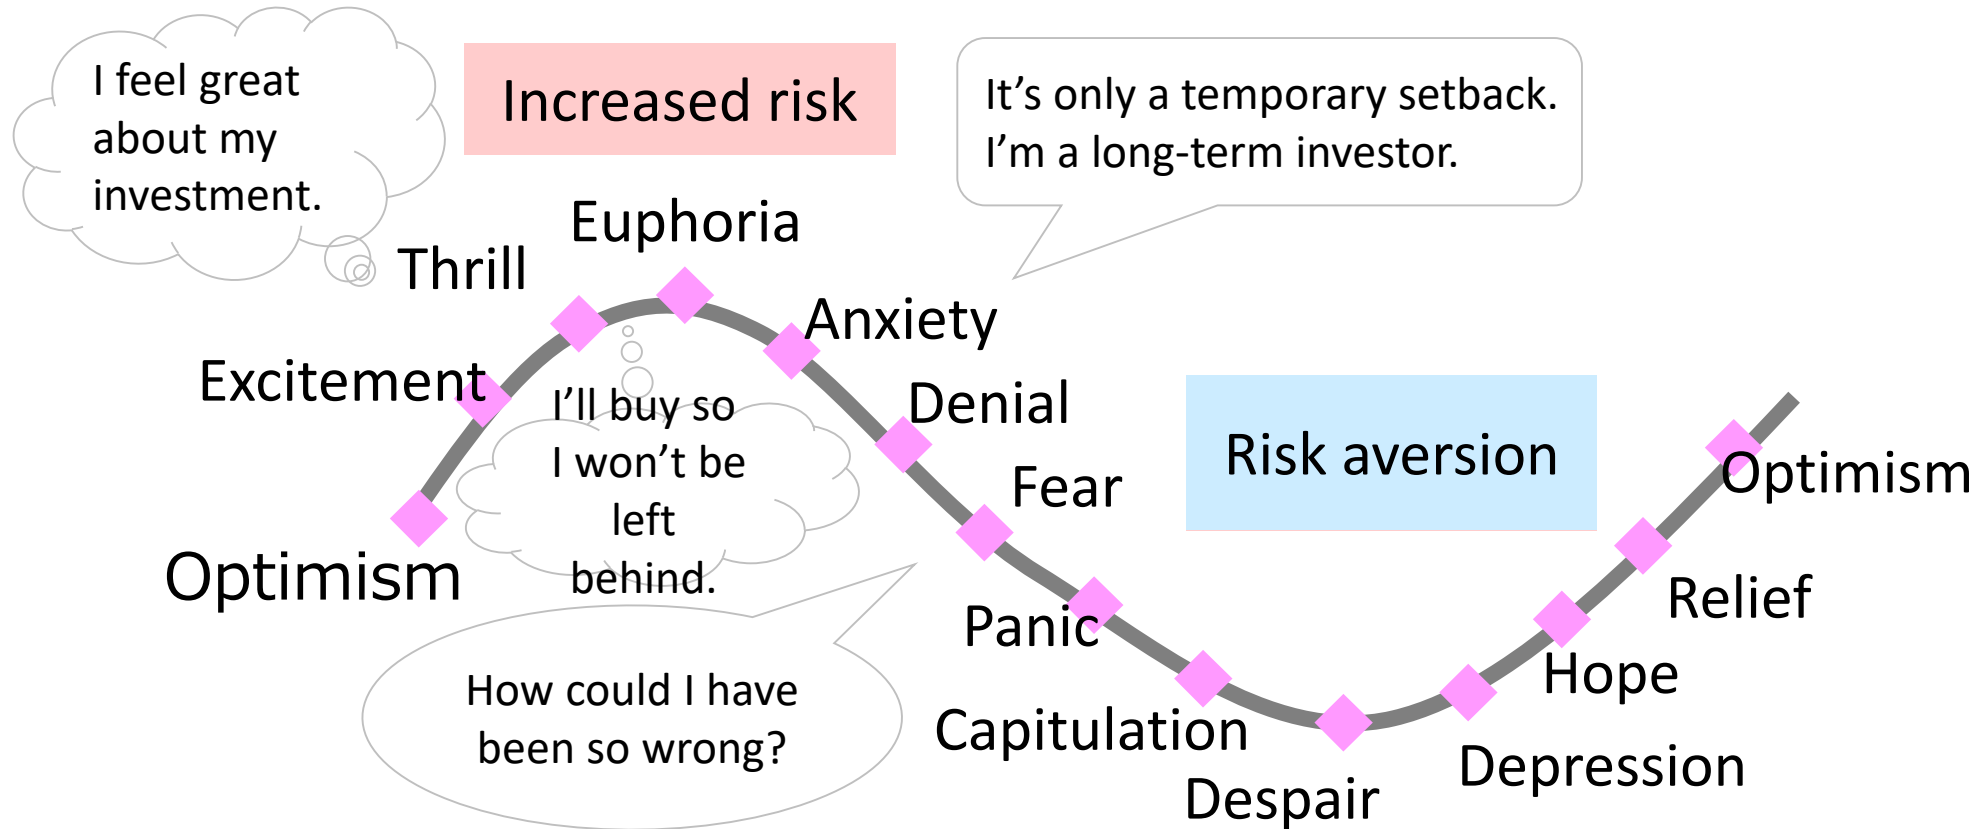 I feel great
about my
investment.
Increased risk
It’s only a temporary setback.
I’m a long-term investor.
Euphoria
Thrill
Anxiety
Excitement
I’ll buy so
I won’t be
left
behind.
Denial
Fear
Risk aversion
Optimism
Optimism
Panic
Relief
Hope
How could I have
been so wrong?
Capitulation
Depression
Despair